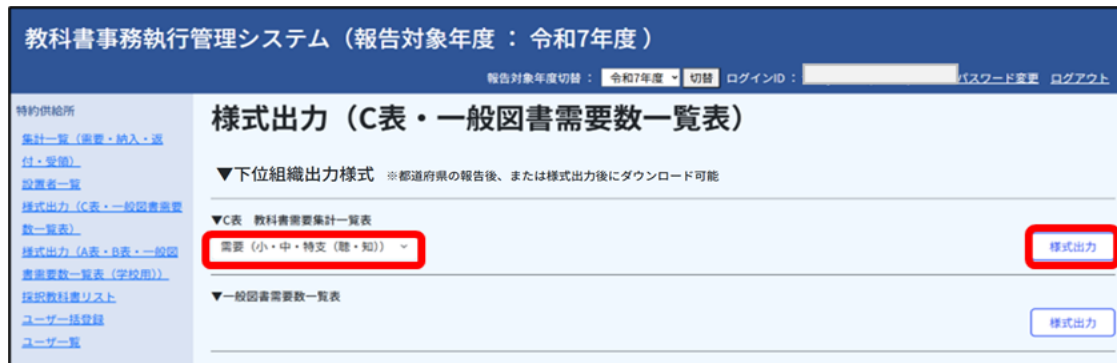 教科書事務執行管理システム（報告対象年度 ： 令和7年度 ）
報告対象年度切替： 令和7年度 切替 ログインID： パスワード変更 ログアウト
特約供給所
集計一覧（需要・納入・返
付・受領）
設置者一覧
様式出力（C表・一般図書需要
数一覧表）
様式出力（A表・B表・一般図
書需要数一覧表（学校用））
採択教科書リスト
ユーザ一括登録
ユーザ一覧
様式出力（C表・一般図書需要数一覧表）
▼下位組織出力様式 ※都道府県の報告後、または様式出力後にダウンロード可能
▼C表 教科書需要集計一覧表
需要（小・中・特支（聴・知））
様式出力
▼一般図書需要数一覧表
様式出力